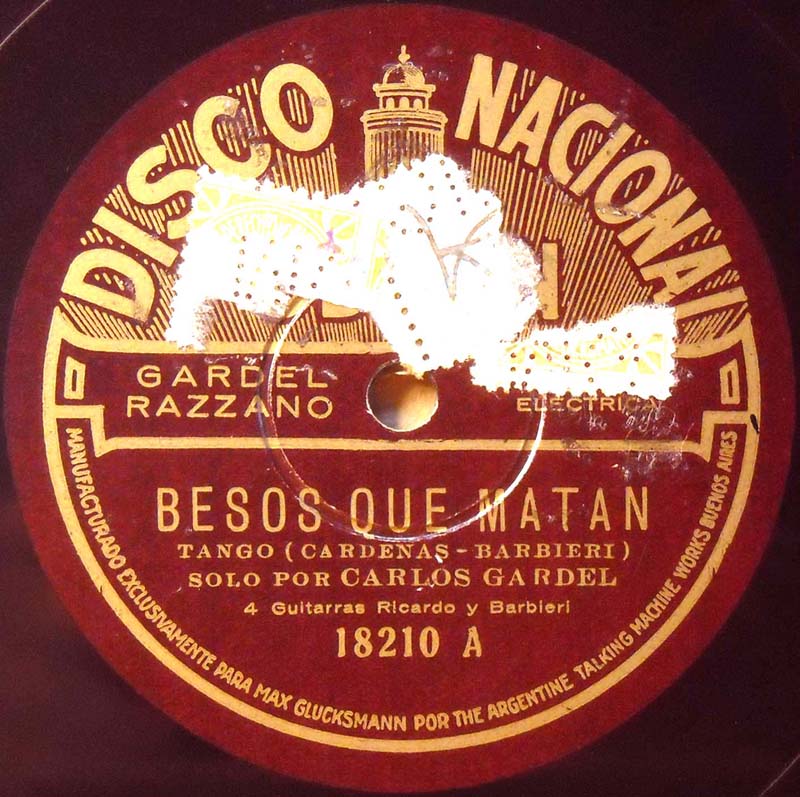 DISCO NACIONAL
GARDEL
RAZZANO
ELECTRICA
BESOS QUE MATAN
TANGO (CARDENAS - BARBIERI)
SOLO POR CARLOS GARDEL
4 Guitarras Ricardo y Barbieri
18210 A
MANUFACTURADO EXCLUSIVAMENTE PARA MAX GLUCKSMANN POR THE ARGENTINE TALKING MACHINE WORKS BUENOS AIRES